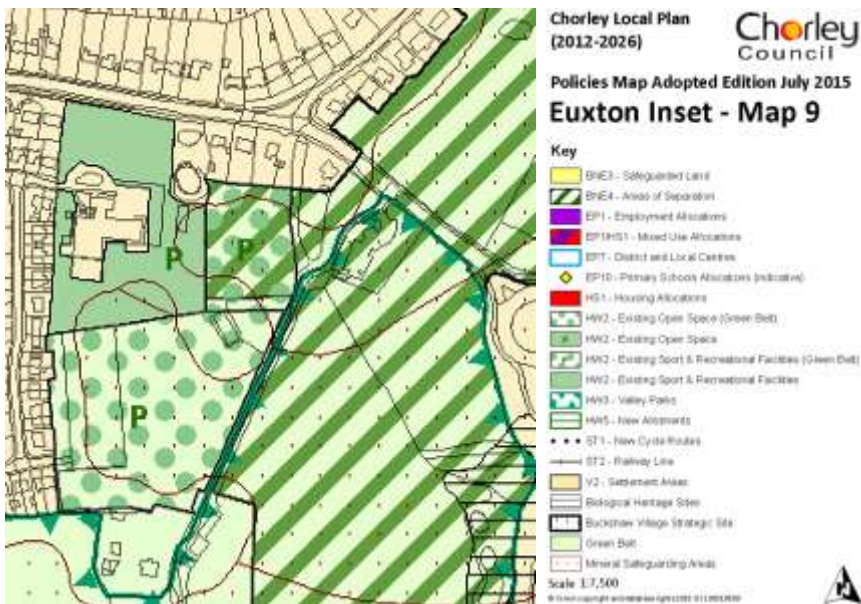 Chorley Local Plan
(2012-2026)
Chorley
Council
Policies Map Adopted Edition July 2015
Euxton Inset - Map 9
Key
BNE3 - Safeguarded Land
BNE4 - Areas of Separation
EP1 - Employment Allocations
EP1/HS1 - Mixed Use Allocations
EP7 - District and Local Centres
EP10 - Primary Schools Allocations (indicative)
HS1 - Housing Allocations
HW2 - Existing Open Space (Green Belt)
HW2 - Existing Open Space
HW2 - Existing Sport & Recreational Facilities (Green Belt)
HW2 - Existing Sport & Recreational Facilities
HW3 - Valley Parks
HW5 - New Allotments
ST1 - New Cycle Routes
ST2 - Railway Line
V2 - Settlement Areas
Biological Heritage Sites
Buckshaw Village Strategic Site
Green Belt
Mineral Safeguarding Areas
Scale 1:7,500
P
P
P